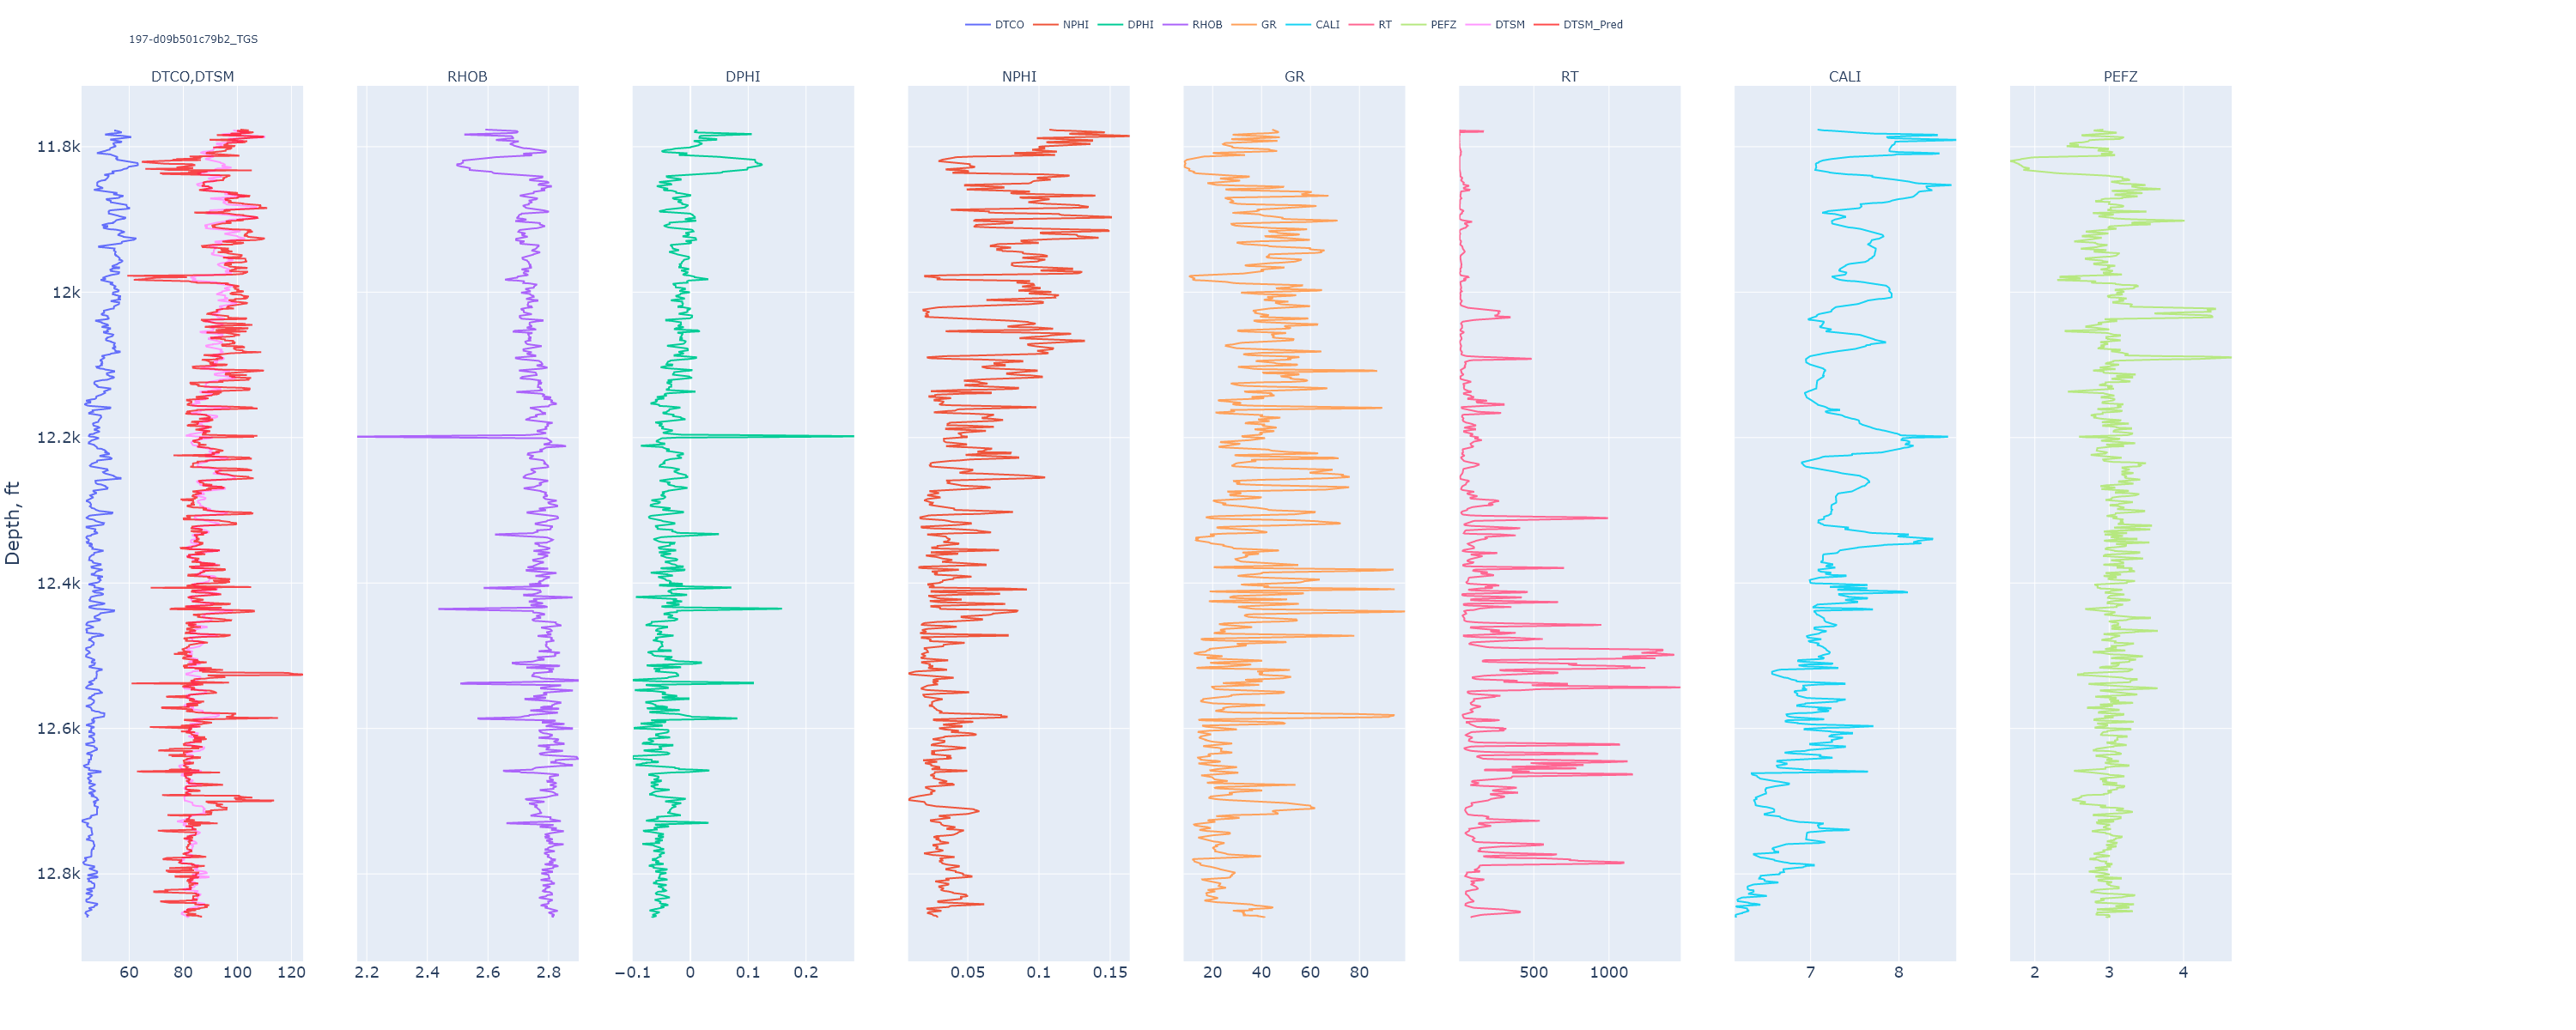 DTCO NPHI DPHI RHOB GR CALI RT PEFZ DTSM DTSM_Pred
197-d09b501c79b2_TGS
DTCO,DTSM RHOB DPHI NPHI GR RT CALI PEFZ
11.8k
12k
12.2k
12.4k
12.6k
12.8k
Depth, ft
60 80 100 120 2.2 2.4 2.6 2.8 −0.1 0 0.1 0.2 0.05 0.1 0.15 20 40 60 80 500 1000 7 8 2 3 4